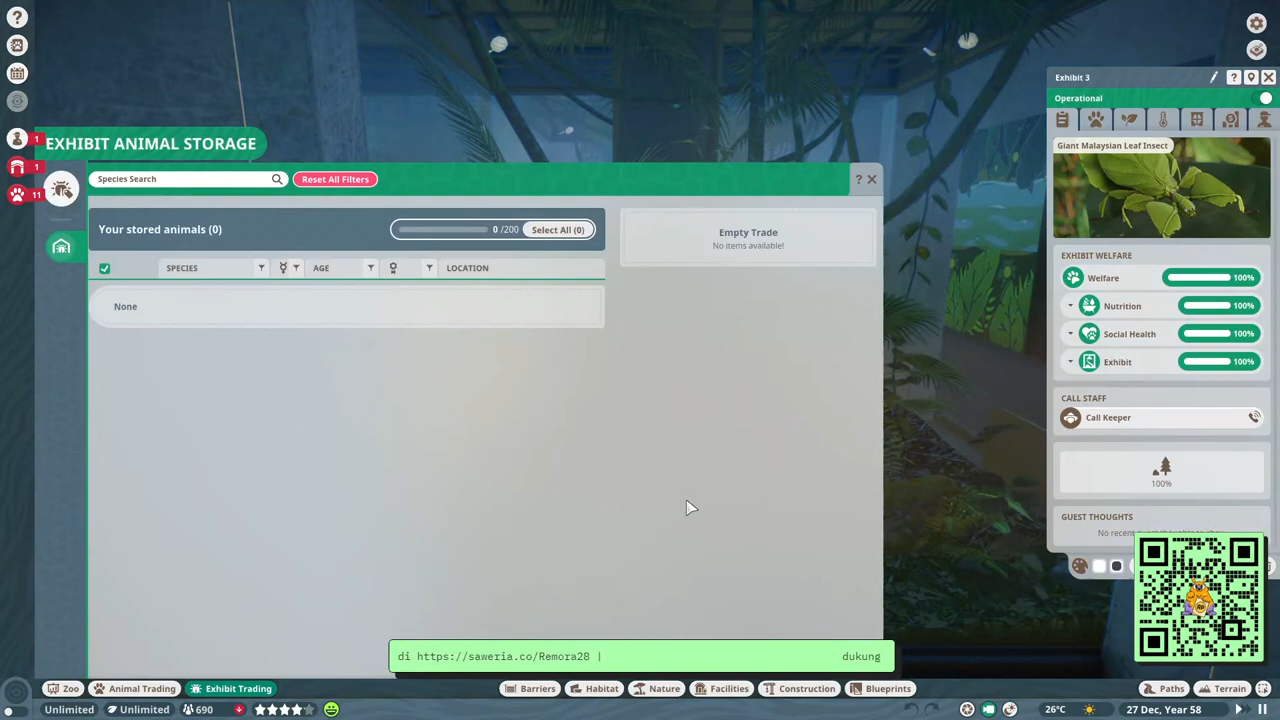 1
1
11
EXHIBIT ANIMAL STORAGE
Species Search
Reset All Filters
?
Your stored animals (0)
0 /200
Select All (0)
SPECIES
AGE
LOCATION
None
Empty Trade
No items available!
Exhibit 3
?
Operational
Giant Malaysian Leaf Insect
EXHIBIT WELFARE
Welfare
100%
Nutrition
100%
Social Health
100%
Exhibit
100%
CALL STAFF
Call Keeper
100%
GUEST THOUGHTS
di https://saweria.co/Remora28 |
dukung
Zoo
Animal Trading
Exhibit Trading
Barriers
Habitat
Nature
Facilities
Construction
Blueprints
Paths
Terrain
Unlimited
Unlimited
690
26°C
27 Dec, Year 58